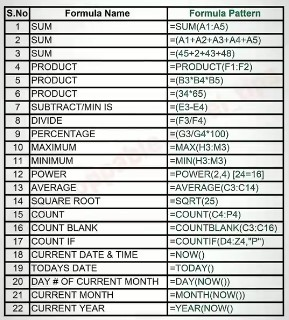 S.No Formula Name Formula Pattern
1 SUM =SUM(A1:A5)
2 SUM =(A1+A2+A3+A4+A5)
3 SUM =(45+2+43+48)
4 PRODUCT =PRODUCT(F1:F2)
5 PRODUCT =(B3*B4*B5)
6 PRODUCT =(34*65)
7 SUBTRACT/MIN IS =(E3-E4)
8 DIVIDE =(F3/F4)
9 PERCENTAGE =(G3/G4*100)
10 MAXIMUM =MAX(H3:M3)
11 MINIMUM =MIN(H3:M3)
12 POWER =POWER(2,4) [24=16]
13 AVERAGE =AVERAGE(C3:C14)
14 SQUARE ROOT =SQRT(25)
15 COUNT =COUNT(C4:P4)
16 COUNT BLANK =COUNTBLANK(C3:C16)
17 COUNT IF =COUNTIF(D4:Z4,"P")
18 CURRENT DATE & TIME =NOW()
19 TODAYS DATE =TODAY()
20 DAY # OF CURRENT MONTH =DAY(NOW())
21 CURRENT MONTH =MONTH(NOW())
22 CURRENT YEAR =YEAR(NOW()